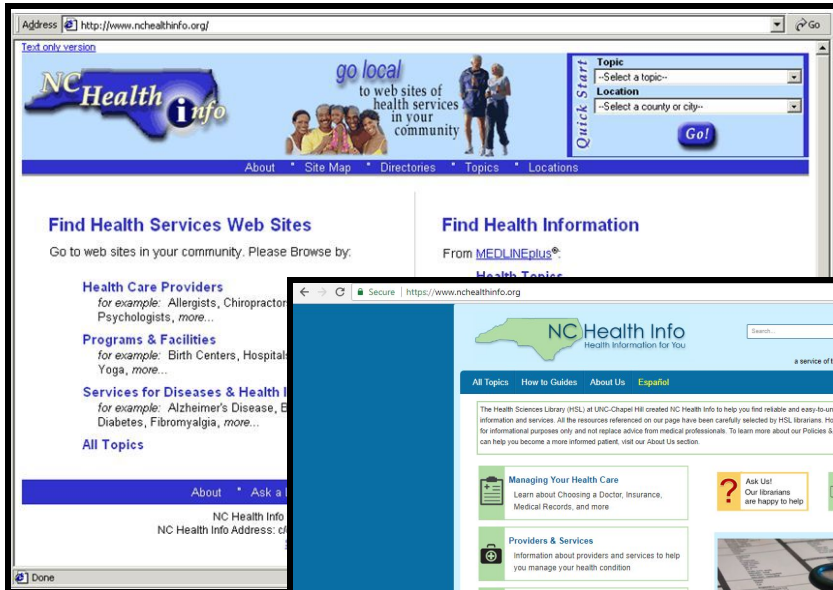 Address http://www.nchealthinfo.org/ Go
Text only version
NC Health info
go local
to web sites of
health services
in your
community
Quick Start
Topic
--Select a topic--
Location
--Select a county or city--
Go!
About * Site Map * Directories * Topics * Locations
Find Health Services Web Sites
Go to web sites in your community. Please Browse by:
Health Care Providers
for example: Allergists, Chiropractor
Psychologists, more...
Programs & Facilities
for example: Birth Centers, Hospitals
Yoga, more...
Services for Diseases & Health I
for example: Alzheimer's Disease, B
Diabetes, Fibromyalgia, more...
All Topics
About * Ask a
NC Health Info
NC Health Info Address: c/
Done
Find Health Information
From MEDLINEplus®:
Health Topics
Secure https://www.nchealthinfo.org
NC Health Info
Health Information for You
Search...
a service of
All Topics How to Guides About Us Español
The Health Sciences Library (HSL) at UNC-Chapel Hill created NC Health Info to help you find reliable and easy-to-un
information and services. All the resources referenced on our page have been carefully selected by HSL librarians. Ho
for informational purposes only and not replace advice from medical professionals. To learn more about our Policies &
can help you become a more informed patient, visit our About Us section.
Managing Your Health Care
Learn about Choosing a Doctor, Insurance,
Medical Records, and more
Providers & Services
Information about providers and services to help
you manage your health condition
? Ask Us!
Our librarians
are happy to help